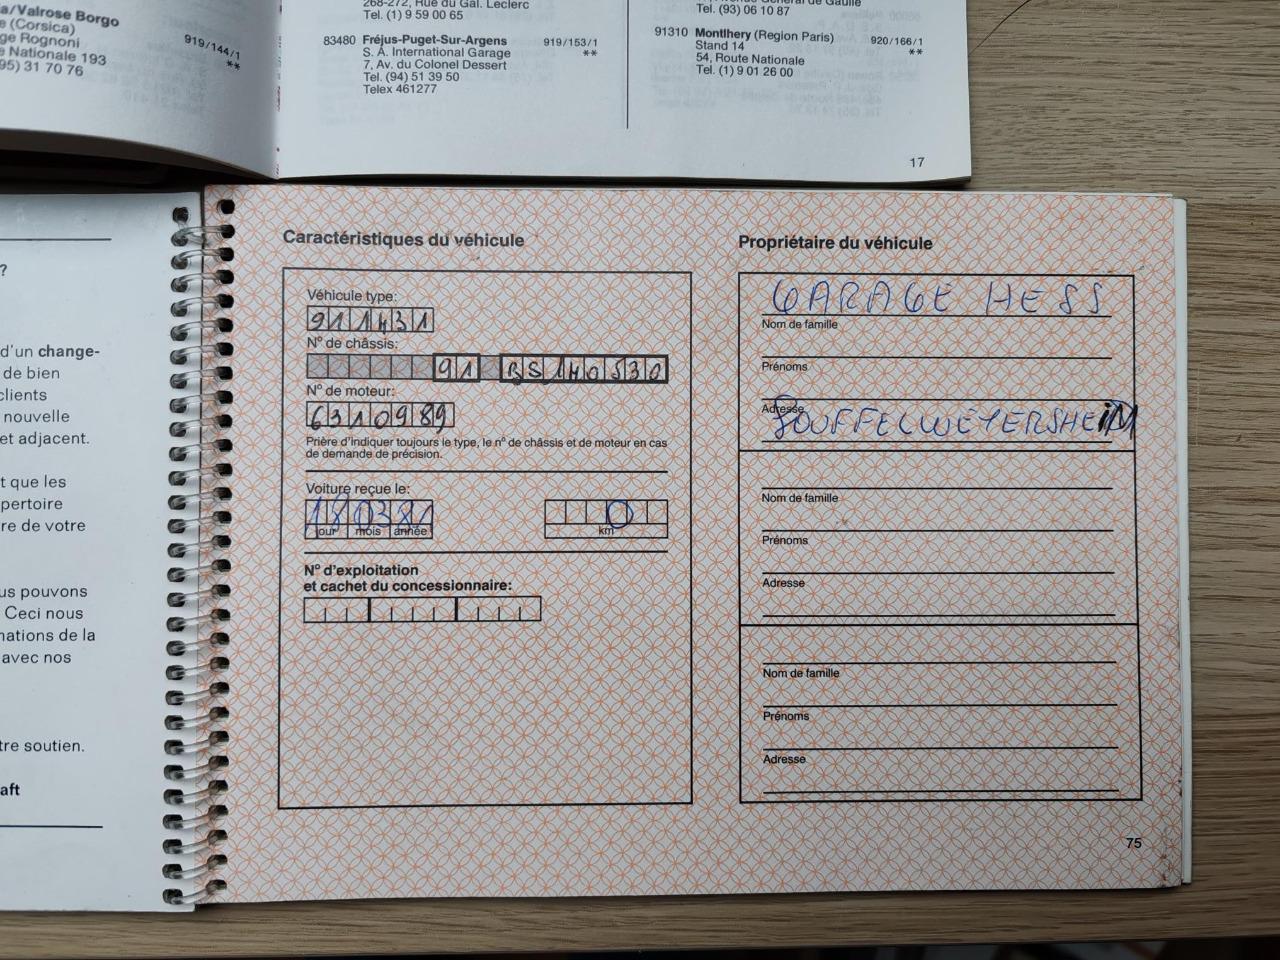 a/Valrose Borgo
e (Corsica)
ge Rognoni
e Nationale 193
95) 31 70 76
919/144/1
**
268-272, Rue du Gal. Leclerc
Tel. (1) 9 59 00 65
83480 Fréjus-Puget-Sur-Argens 919/153/1
S. A. International Garage **
7, Av. du Colonel Dessert
Tel. (94) 51 39 50
Telex 461277
Tel. (93) 06 10 87
91310 Montlhery (Region Paris) 920/166/1
Stand 14 **
54, Route Nationale
Tel. (1) 9 01 26 00
17
?
d'un change-
de bien
clients
nouvelle
et adjacent.
t que les
pertoire
re de votre
us pouvons
Ceci nous
mations de la
avec nos
tre soutien.
aft
Caractéristiques du véhicule
Véhicule type:
911431
Nº de châssis:
91 BS140530
Nº de moteur:
6310989
Prière d'indiquer toujours le type, le nº de châssis et de moteur en cas
de demande de précision.
Voiture reçue le:
180381 0
jour mois année km
Nº d'exploitation
et cachet du concessionnaire:
Propriétaire du véhicule
GARAGE HESS
Nom de famille
Prénoms
Adresse
SOUFFELWEYERSHEIM
Nom de famille
Prénoms
Adresse
Nom de famille
Prénoms
Adresse
75